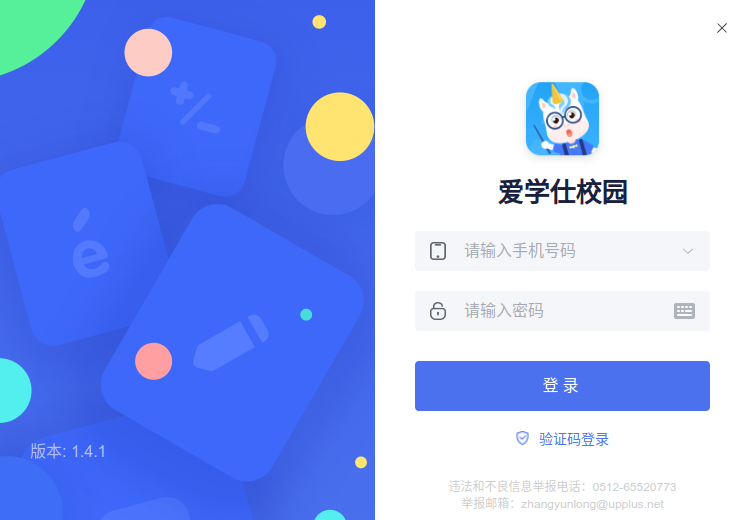 爱学仕校园
请输入手机号码
请输入密码
登 录
验证码登录
违法和不良信息举报电话：0512-65520773
举报邮箱：zhangyunlong@upplus.net
+/-
é
版本: 1.4.1